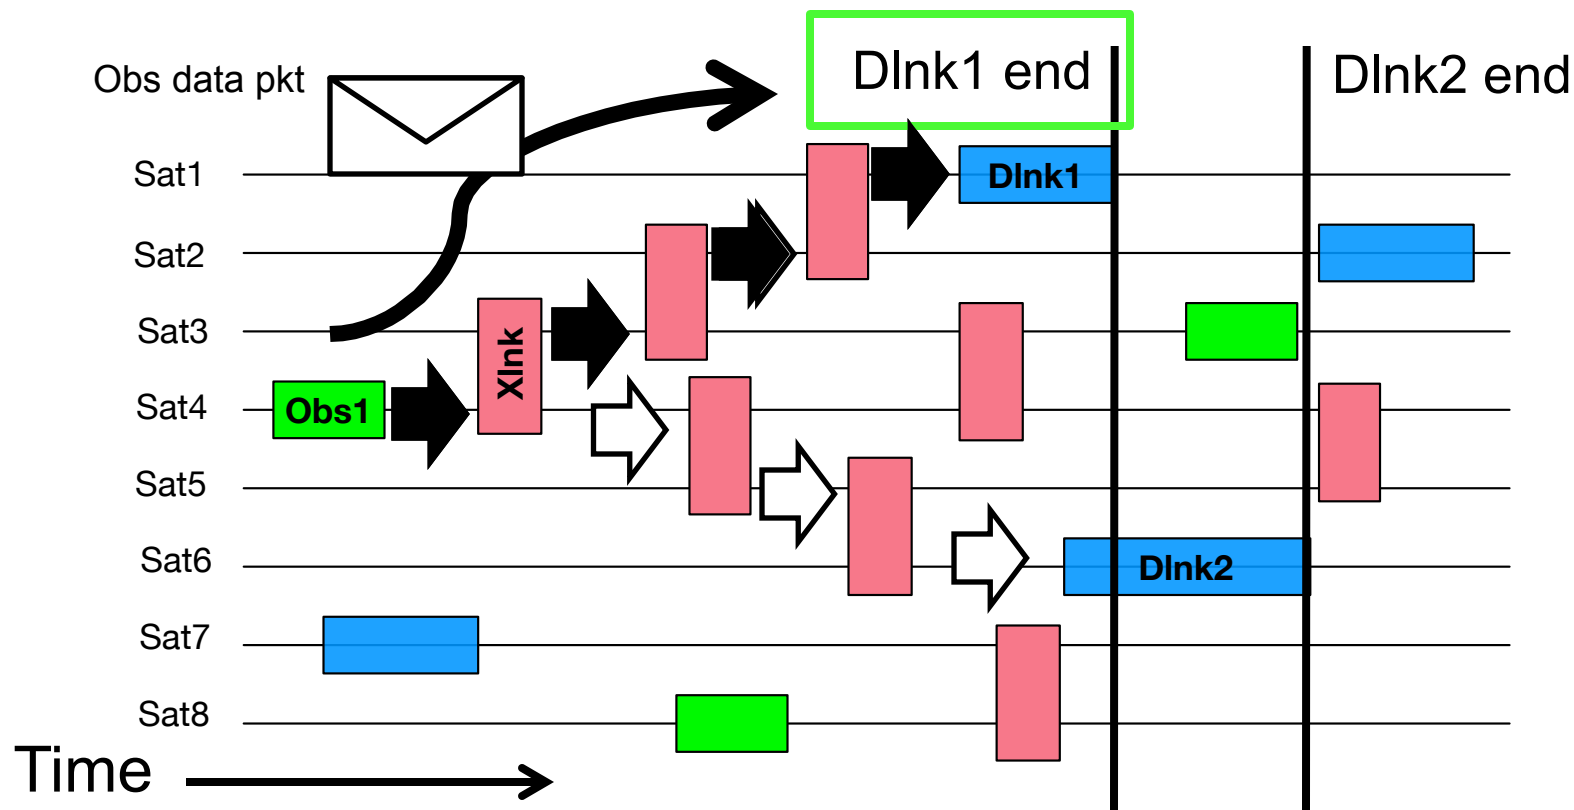 Obs data pkt
Dlnk1 end
Dlnk2 end
Sat1
Dlnk1
Sat2
Sat3
Xlnk
Sat4
Obs1
Sat5
Sat6
Dlnk2
Sat7
Sat8
Time